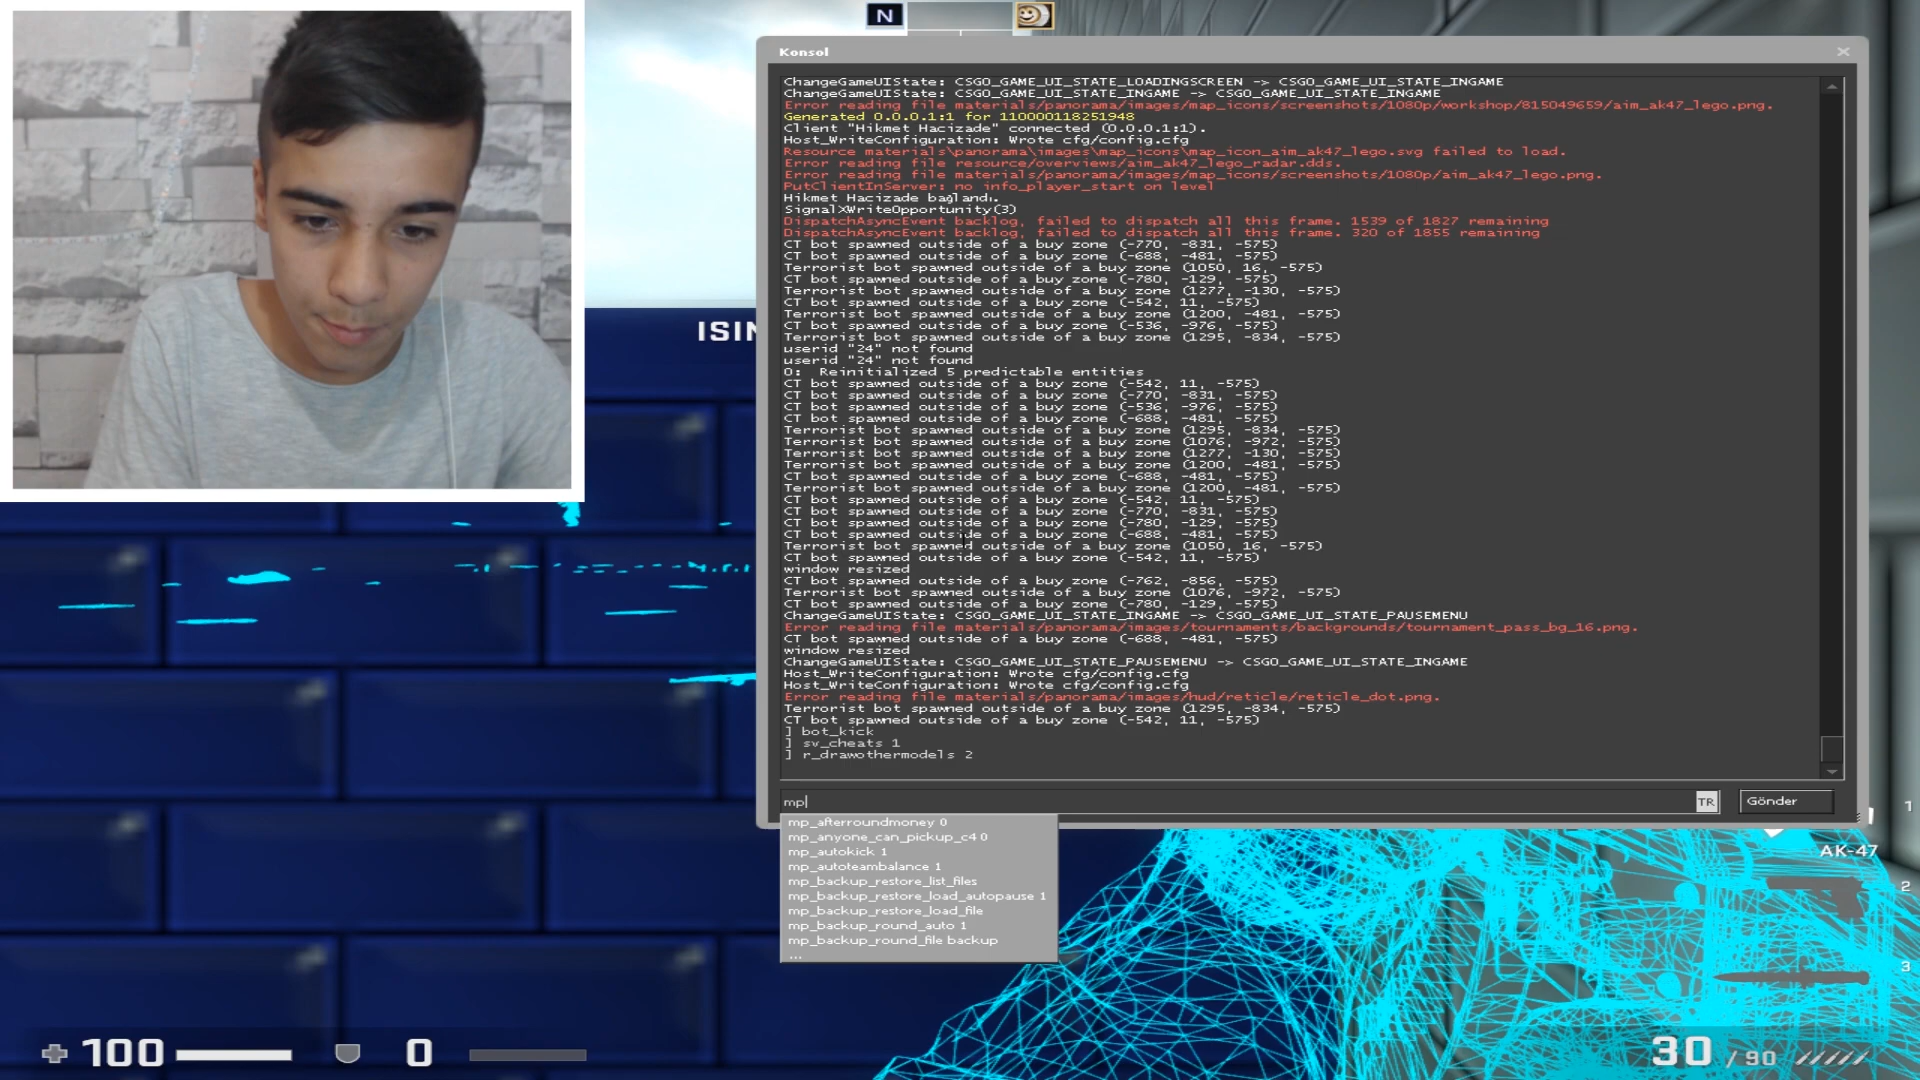 N
Konsol
ChangeGameUIState: CSGO_GAME_UI_STATE_LOADINGSCREEN -> CSGO_GAME_UI_STATE_INGAME
ChangeGameUIState: CSGO_GAME_UI_STATE_INGAME -> CSGO_GAME_UI_STATE_INGAME
Error reading file materials/panorama/images/map_icons/screenshots/1080p/workshop/815049659/aim_ak47_lego.png.
Generated 0.0.0.1:1 for 110000118251948
Client "Hikmet Hacizade" connected (0.0.0.1:1).
Host_WriteConfiguration: Wrote cfg/config.cfg
Resource materials\panorama\images\map_icons\map_icon_aim_ak47_lego.svg failed to load.
Error reading file resource/overviews/aim_ak47_lego_radar.dds.
Error reading file materials/panorama/images/map_icons/screenshots/1080p/aim_ak47_lego.png.
PutClientInServer: no info_player_start on level
Hikmet Hacizade bağlandı.
SignalXWriteOpportunity(3)
DispatchAsyncEvent backlog, failed to dispatch all this frame. 1539 of 1827 remaining
DispatchAsyncEvent backlog, failed to dispatch all this frame. 320 of 1855 remaining
CT bot spawned outside of a buy zone (-770, -831, -575)
CT bot spawned outside of a buy zone (-688, -481, -575)
Terrorist bot spawned outside of a buy zone (1050, 16, -575)
CT bot spawned outside of a buy zone (-780, -129, -575)
Terrorist bot spawned outside of a buy zone (1277, -130, -575)
CT bot spawned outside of a buy zone (-542, 11, -575)
Terrorist bot spawned outside of a buy zone (1200, -481, -575)
CT bot spawned outside of a buy zone (-536, -976, -575)
Terrorist bot spawned outside of a buy zone (1295, -834, -575)
userid "24" not found
userid "24" not found
0:  Reinitialized 5 predictable entities
CT bot spawned outside of a buy zone (-542, 11, -575)
CT bot spawned outside of a buy zone (-770, -831, -575)
CT bot spawned outside of a buy zone (-536, -976, -575)
CT bot spawned outside of a buy zone (-688, -481, -575)
Terrorist bot spawned outside of a buy zone (1295, -834, -575)
Terrorist bot spawned outside of a buy zone (1076, -972, -575)
Terrorist bot spawned outside of a buy zone (1277, -130, -575)
Terrorist bot spawned outside of a buy zone (1200, -481, -575)
CT bot spawned outside of a buy zone (-688, -481, -575)
Terrorist bot spawned outside of a buy zone (1200, -481, -575)
CT bot spawned outside of a buy zone (-542, 11, -575)
CT bot spawned outside of a buy zone (-770, -831, -575)
CT bot spawned outside of a buy zone (-780, -129, -575)
CT bot spawned outside of a buy zone (-688, -481, -575)
Terrorist bot spawned outside of a buy zone (1050, 16, -575)
CT bot spawned outside of a buy zone (-542, 11, -575)
window resized
CT bot spawned outside of a buy zone (-762, -856, -575)
Terrorist bot spawned outside of a buy zone (1076, -972, -575)
CT bot spawned outside of a buy zone (-780, -129, -575)
ChangeGameUIState: CSGO_GAME_UI_STATE_INGAME -> CSGO_GAME_UI_STATE_PAUSEMENU
Error reading file materials/panorama/images/tournaments/backgrounds/tournament_pass_bg_16.png.
CT bot spawned outside of a buy zone (-688, -481, -575)
window resized
ChangeGameUIState: CSGO_GAME_UI_STATE_PAUSEMENU -> CSGO_GAME_UI_STATE_INGAME
Host_WriteConfiguration: Wrote cfg/config.cfg
Host_WriteConfiguration: Wrote cfg/config.cfg
Error reading file materials/panorama/images/hud/reticle/reticle_dot.png.
Terrorist bot spawned outside of a buy zone (1295, -834, -575)
CT bot spawned outside of a buy zone (-542, 11, -575)
] bot_kick
] sv_cheats 1
] r_drawothermodels 2
ISIN
mp
TR
Gönder
mp_afterroundmoney 0
mp_anyone_can_pickup_c4 0
mp_autokick 1
mp_autoteambalance 1
mp_backup_restore_list_files
mp_backup_restore_load_autopause 1
mp_backup_restore_load_file
mp_backup_round_auto 1
mp_backup_round_file backup
...
1
AK-47
2
3
100
0
30 / 90